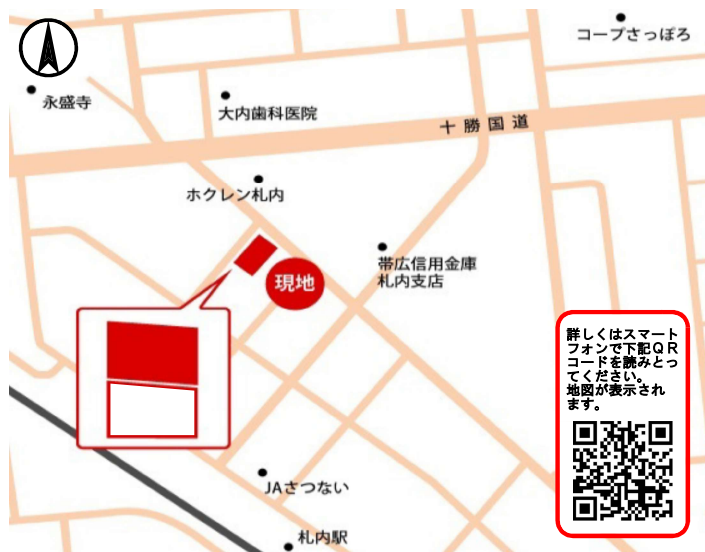 コープさっぽろ
永盛寺
大内歯科医院
十勝国道
ホクレン札内
帯広信用金庫
札内支店
現地
詳しくはスマート
フォンで下記QR
コードを読みとっ
てください。
地図が表示され
ます。
JAさつない
札内駅